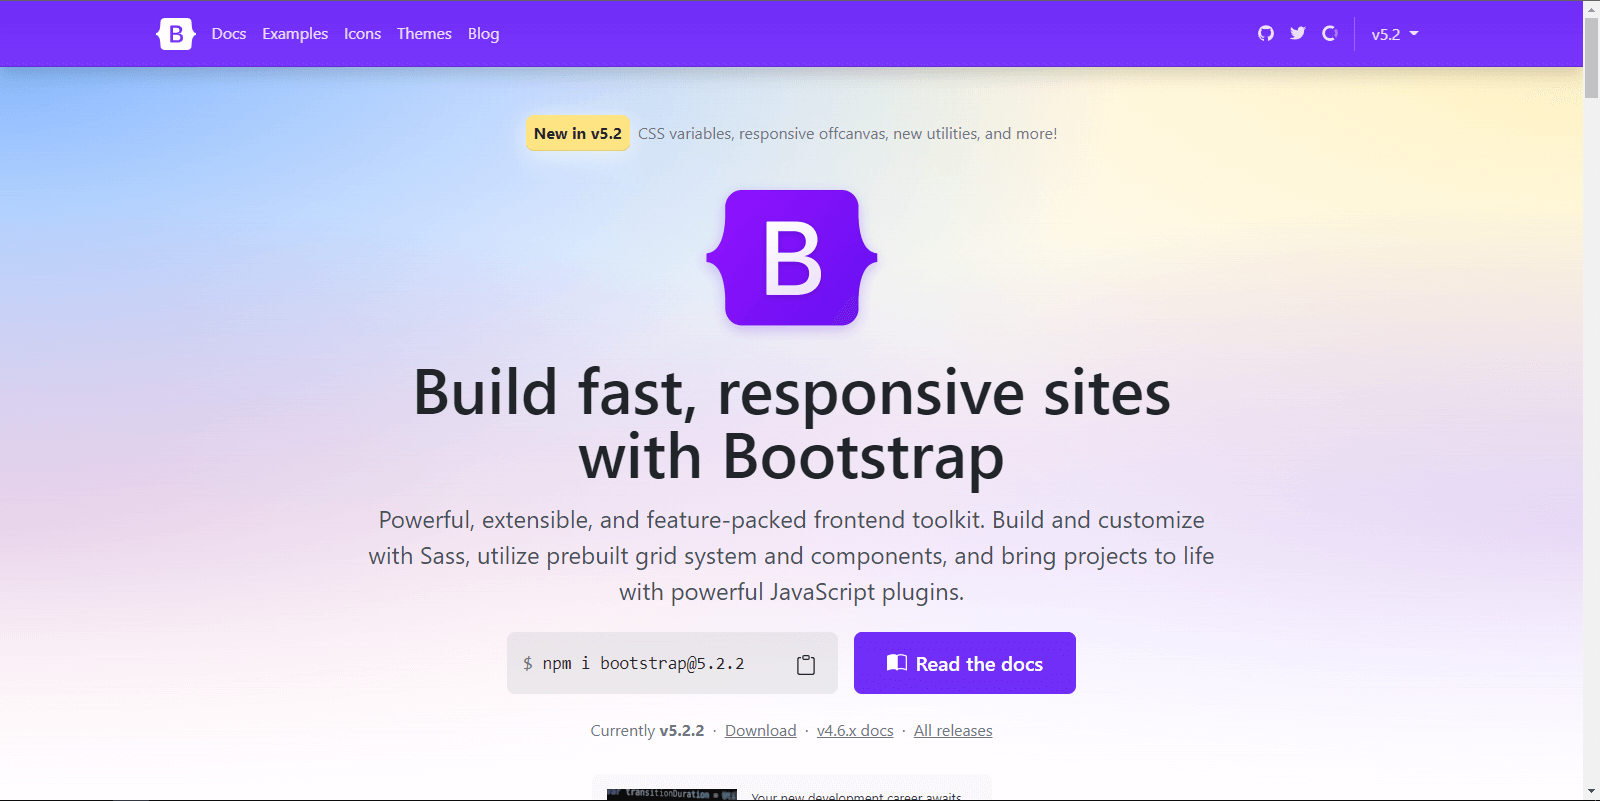 B Docs Examples Icons Themes Blog v5.2
New in v5.2 CSS variables, responsive offcanvas, new utilities, and more!
B
Build fast, responsive sites
with Bootstrap
Powerful, extensible, and feature-packed frontend toolkit. Build and customize
with Sass, utilize prebuilt grid system and components, and bring projects to life
with powerful JavaScript plugins.
$ npm i bootstrap@5.2.2 Read the docs
Currently v5.2.2 · Download · v4.6.x docs · All releases
var transitionDuration = Your new development career awaits.